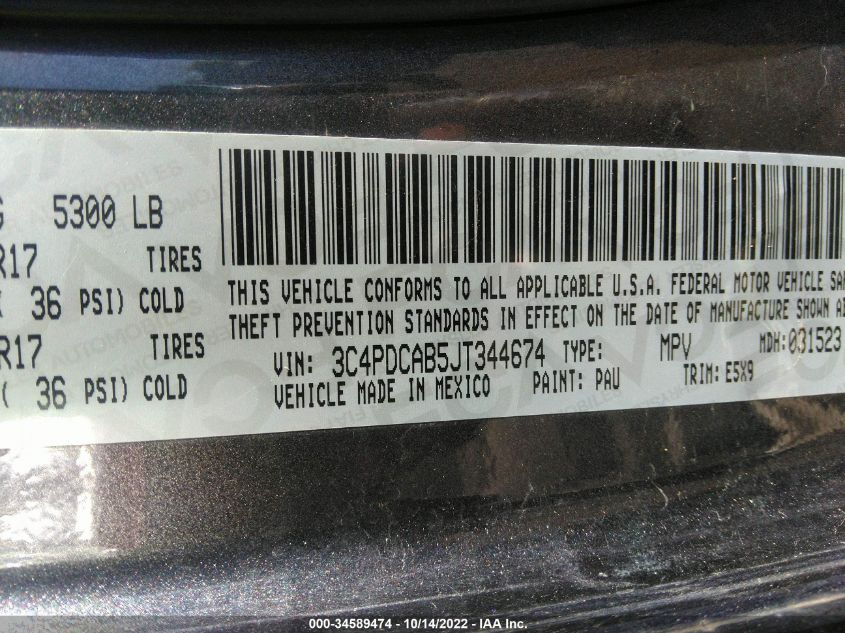 G 5300 LB
R17 TIRES
( 36 PSI) COLD
R17 TIRES
( 36 PSI) COLD
THIS VEHICLE CONFORMS TO ALL APPLICABLE U.S.A. FEDERAL MOTOR VEHICLE SA
THEFT PREVENTION STANDARDS IN EFFECT ON THE DATE OF MANUFACTURE SHOWN A
VIN: 3C4PDCAB5JT344674 TYPE: MPV MDH:031523
VEHICLE MADE IN MEXICO PAINT: PAU TRIM: E5X9
000-34589474 - 10/14/2022 - IAA Inc.